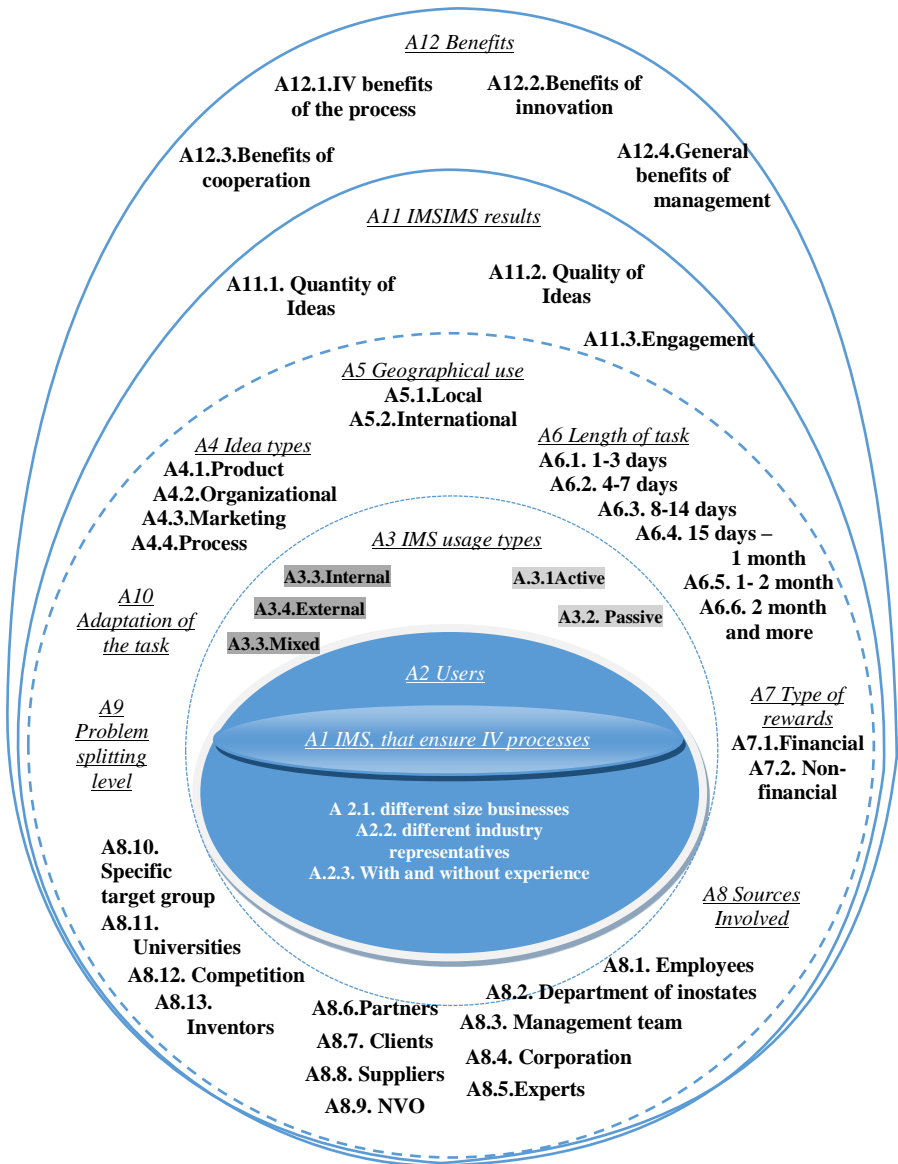 A12 Benefits
A12.1.IV benefits
of the process
A12.2.Benefits of
innovation
A12.3.Benefits of
cooperation
A12.4.General
benefits of
management
A11 IMSIMS results
A11.1. Quantity of
Ideas
A11.2. Quality of
Ideas
A11.3.Engagement
A5 Geographical use
A5.1.Local
A5.2.International
A4 Idea types
A4.1.Product
A4.2.Organizational
A4.3.Marketing
A4.4.Process
A6 Length of task
A6.1. 1-3 days
A6.2. 4-7 days
A6.3. 8-14 days
A6.4. 15 days –
1 month
A6.5. 1- 2 month
A6.6. 2 month
and more
A3 IMS usage types
A3.3.Internal
A3.4.External
A3.3.Mixed
A.3.1Active
A3.2. Passive
A10
Adaptation of
the task
A9
Problem
splitting
level
A2 Users
A1 IMS, that ensure IV processes
A 2.1. different size businesses
A2.2. different industry
representatives
A.2.3. With and without experience
A7 Type of
rewards
A7.1.Financial
A7.2. Non-
financial
A8 Sources
Involved
A8.1. Employees
A8.2. Department of inostates
A8.3. Management team
A8.4. Corporation
A8.5.Experts
A8.6.Partners
A8.7. Clients
A8.8. Suppliers
A8.9. NVO
A8.10.
Specific
target group
A8.11.
Universities
A8.12. Competition
A8.13.
Inventors